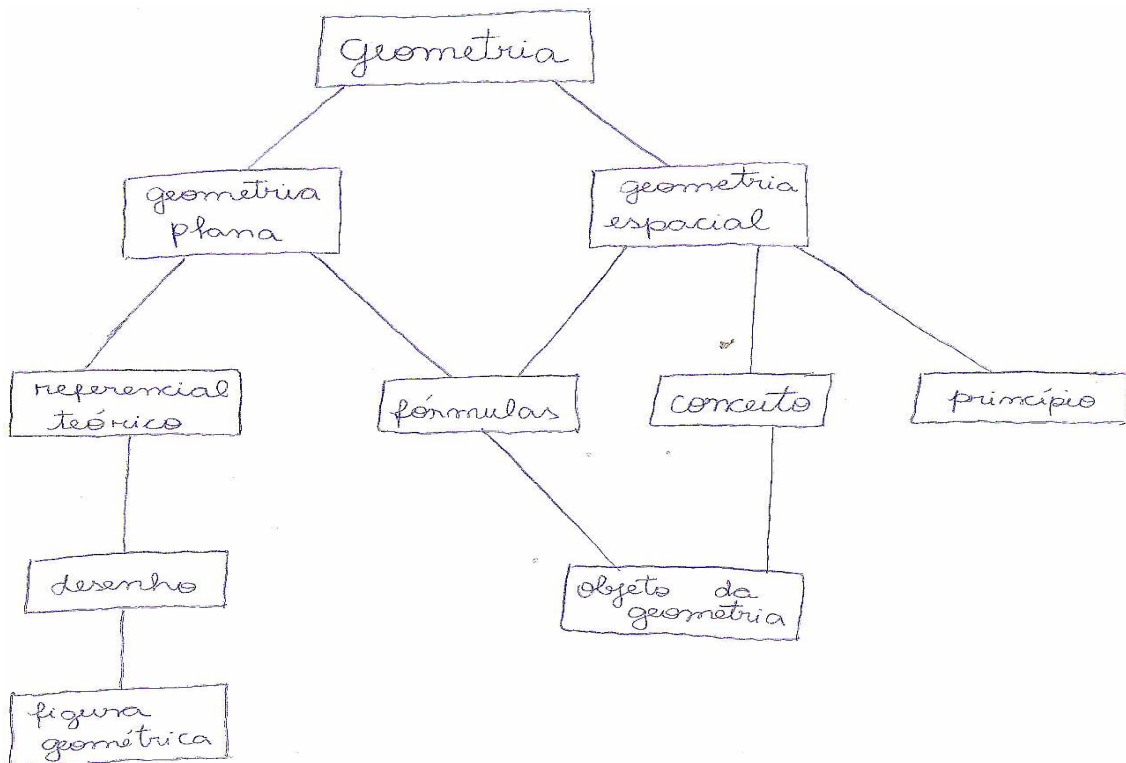 geometria
geometria
plana
geometria
espacial
referencial
teórico
fórmulas
conceito
princípio
desenho
objeto da
geometria
figura
geométrica